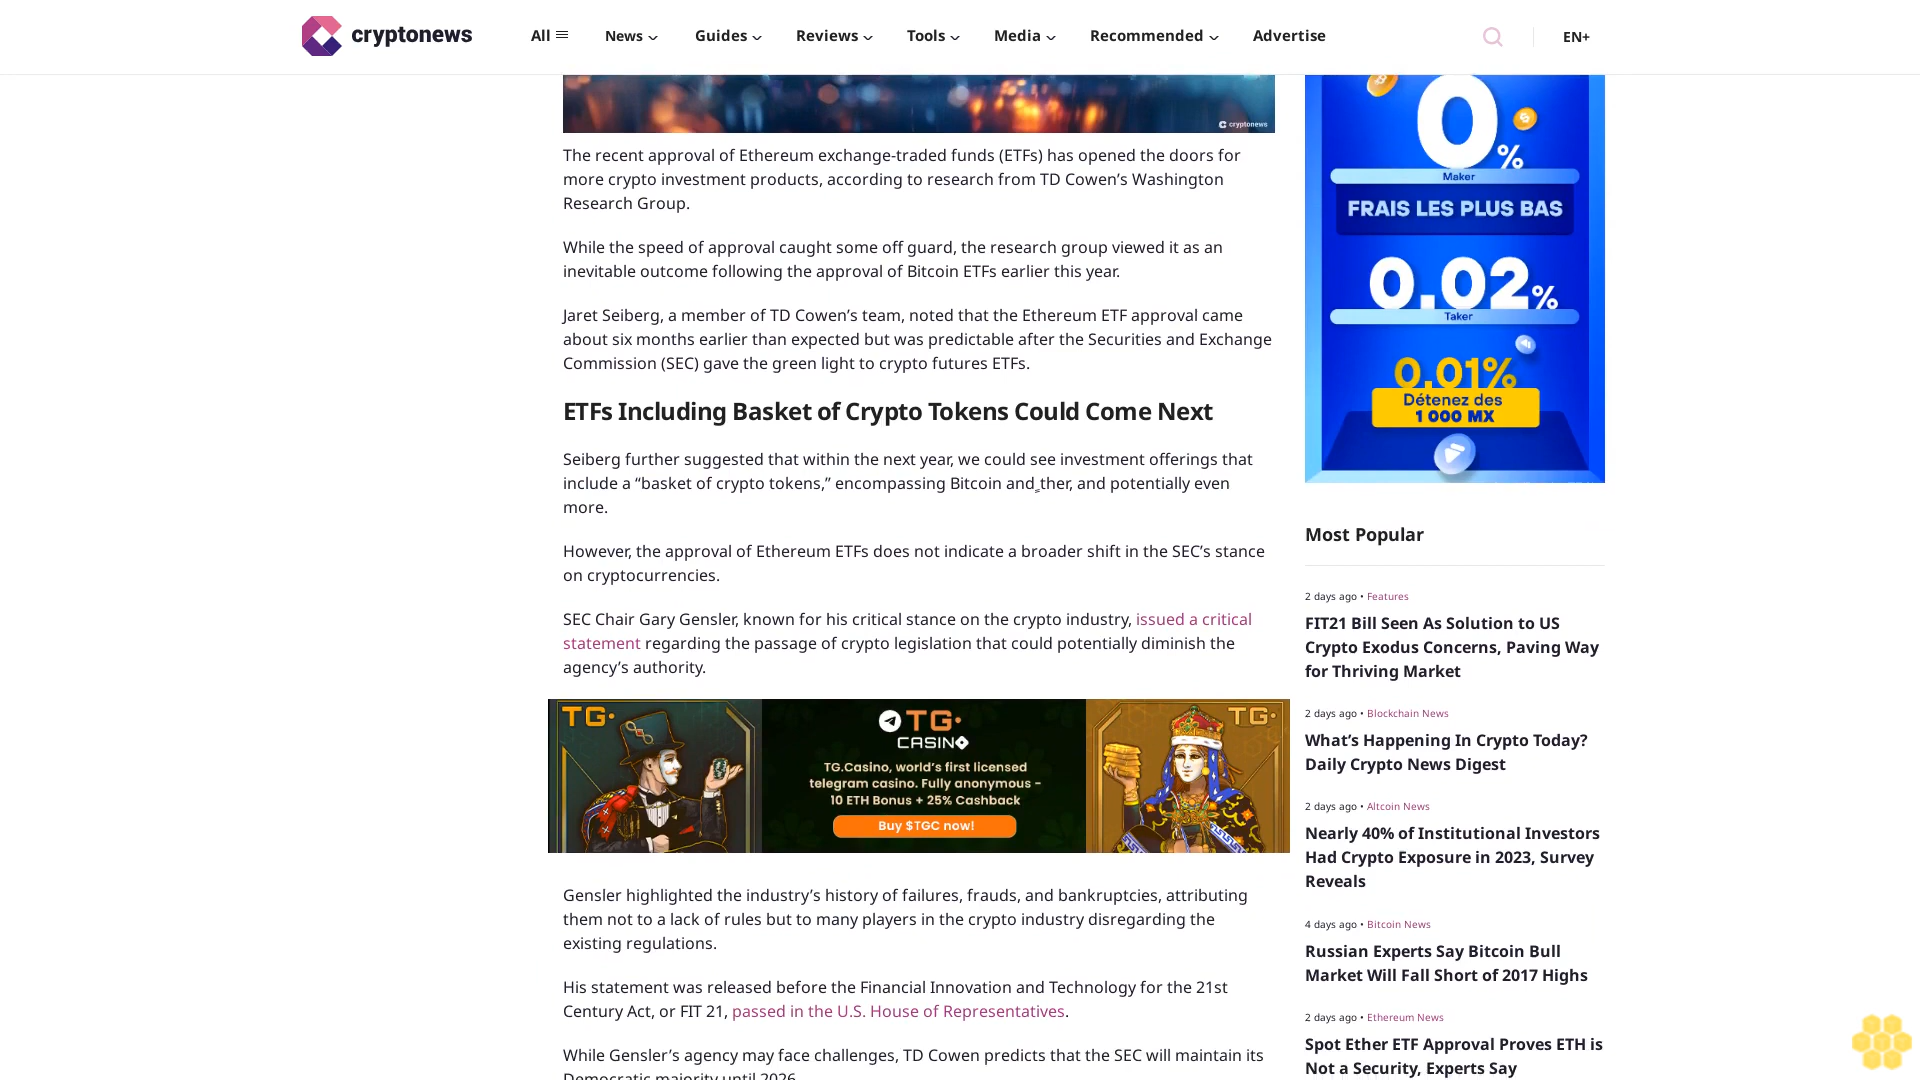 cryptonews
All
News
Guides
Reviews
Tools
Media
Recommended
Advertise
EN+
cryptonews
The recent approval of Ethereum exchange-traded funds (ETFs) has opened the doors for
more crypto investment products, according to research from TD Cowen’s Washington
Research Group.
While the speed of approval caught some off guard, the research group viewed it as an
inevitable outcome following the approval of Bitcoin ETFs earlier this year.
Jaret Seiberg, a member of TD Cowen’s team, noted that the Ethereum ETF approval came
about six months earlier than expected but was predictable after the Securities and Exchange
Commission (SEC) gave the green light to crypto futures ETFs.
ETFs Including Basket of Crypto Tokens Could Come Next
Seiberg further suggested that within the next year, we could see investment offerings that
include a “basket of crypto tokens,” encompassing Bitcoin and ther, and potentially even
more.
However, the approval of Ethereum ETFs does not indicate a broader shift in the SEC’s stance
on cryptocurrencies.
SEC Chair Gary Gensler, known for his critical stance on the crypto industry, issued a critical
statement regarding the passage of crypto legislation that could potentially diminish the
agency’s authority.
TG.
TG.
CASINO
TG.Casino, world’s first licensed
telegram casino. Fully anonymous -
10 ETH Bonus + 25% Cashback
Buy $TGC now!
TG.
Gensler highlighted the industry’s history of failures, frauds, and bankruptcies, attributing
them not to a lack of rules but to many players in the crypto industry disregarding the
existing regulations.
His statement was released before the Financial Innovation and Technology for the 21st
Century Act, or FIT 21, passed in the U.S. House of Representatives.
While Gensler’s agency may face challenges, TD Cowen predicts that the SEC will maintain its
Democratic majority until 2026.
0%
Maker
FRAIS LES PLUS BAS
0.02%
Taker
0.01%
Détenez des
1 000 MX
Most Popular
2 days ago • Features
FIT21 Bill Seen As Solution to US
Crypto Exodus Concerns, Paving Way
for Thriving Market
2 days ago • Blockchain News
What’s Happening In Crypto Today?
Daily Crypto News Digest
2 days ago • Altcoin News
Nearly 40% of Institutional Investors
Had Crypto Exposure in 2023, Survey
Reveals
4 days ago • Bitcoin News
Russian Experts Say Bitcoin Bull
Market Will Fall Short of 2017 Highs
2 days ago • Ethereum News
Spot Ether ETF Approval Proves ETH is
Not a Security, Experts Say